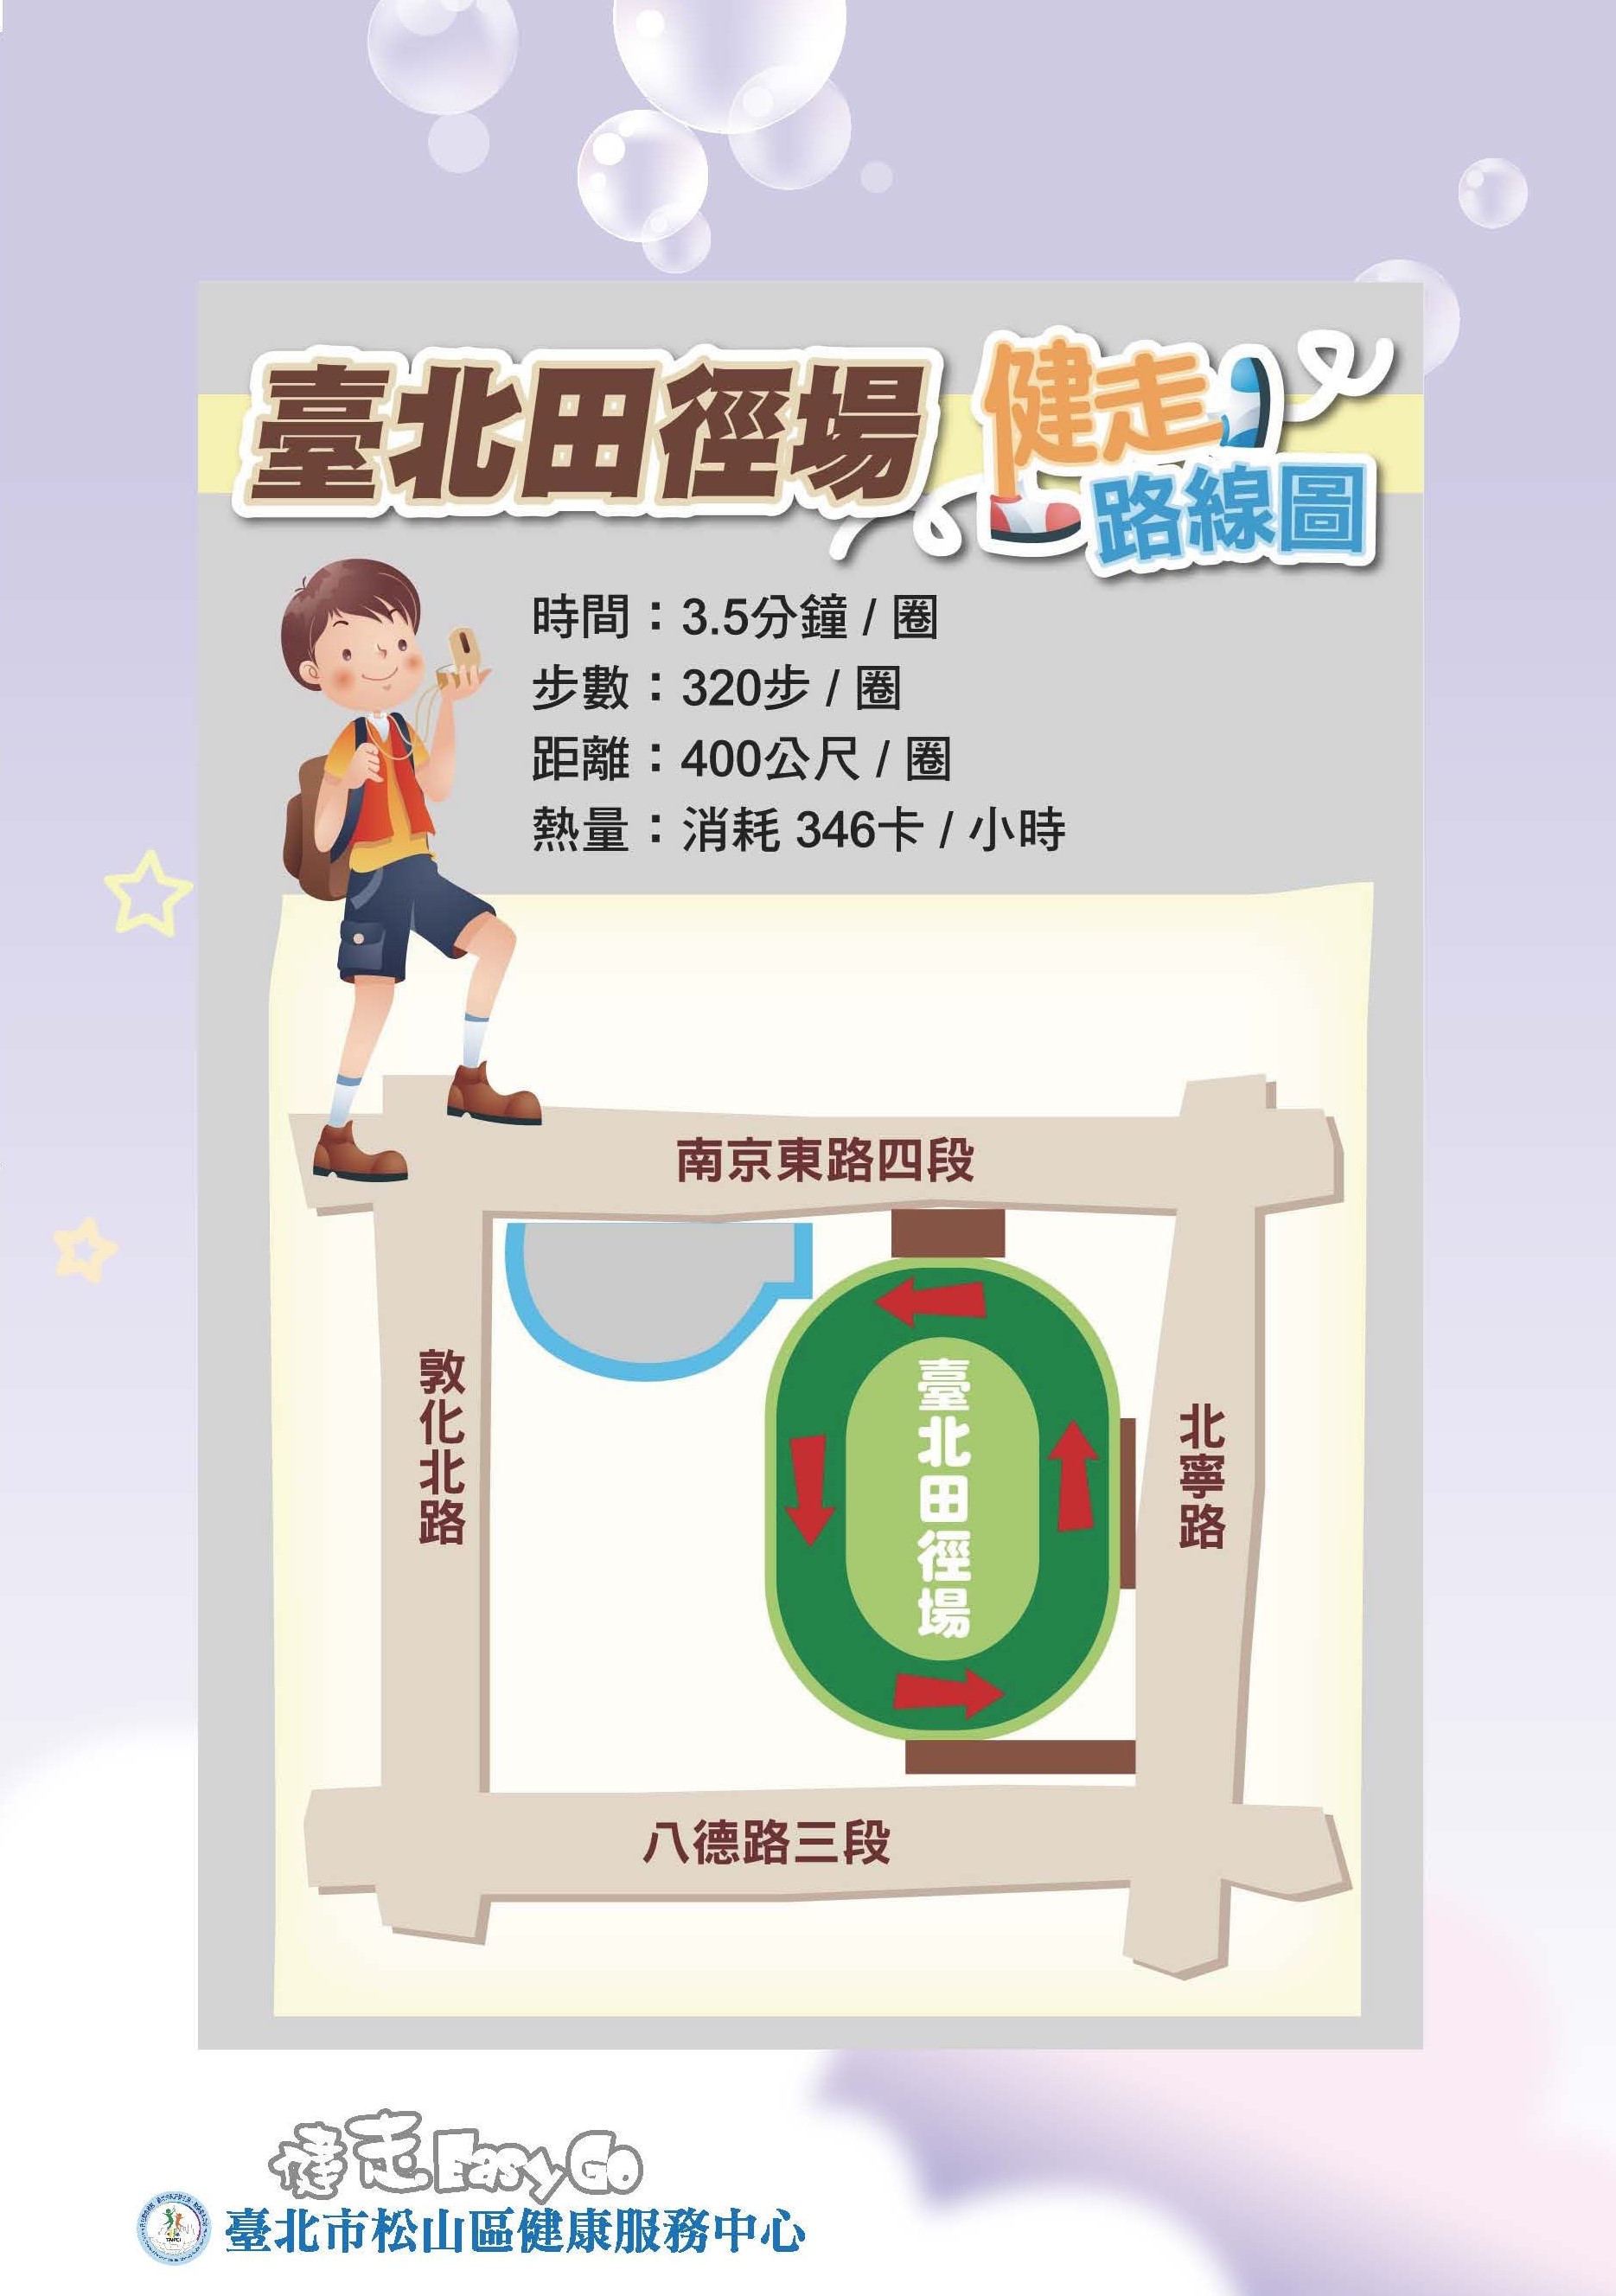 臺北田徑場
健走
路線圖
時間：3.5分鐘 / 圈
步數：320步 / 圈
距離：400公尺 / 圈
熱量：消耗 346卡 / 小時
南京東路四段
敦化北路
臺北田徑場
北寧路
八德路三段
健走EasyGo
臺北市松山區健康服務中心